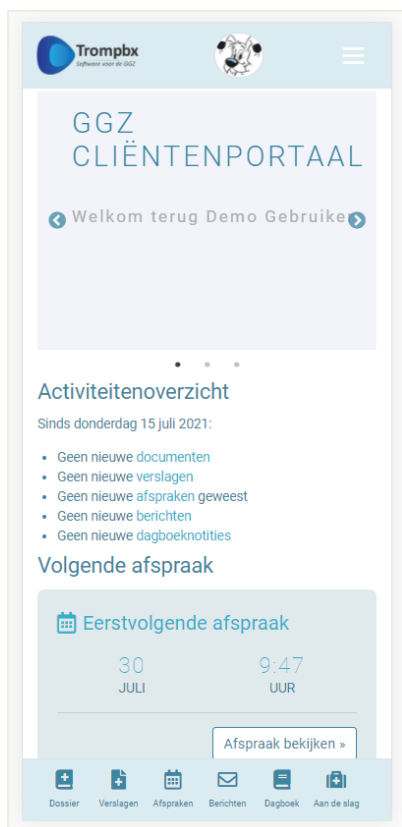 Trompbx
Software voor de GGZ
GGZ
CLIËNTENPORTAAL
Welkom terug Demo Gebruiker
Activiteitenoverzicht
Sinds donderdag 15 juli 2021:
Geen nieuwe documenten
Geen nieuwe verslagen
Geen nieuwe afspraken geweest
Geen nieuwe berichten
Geen nieuwe dagboeknotities
Volgende afspraak
Eerstvolgende afspraak
30 9:47
JULI UUR
Afspraak bekijken »
Dossier Verslagen Afspraken Berichten Dagboek Aan de slag